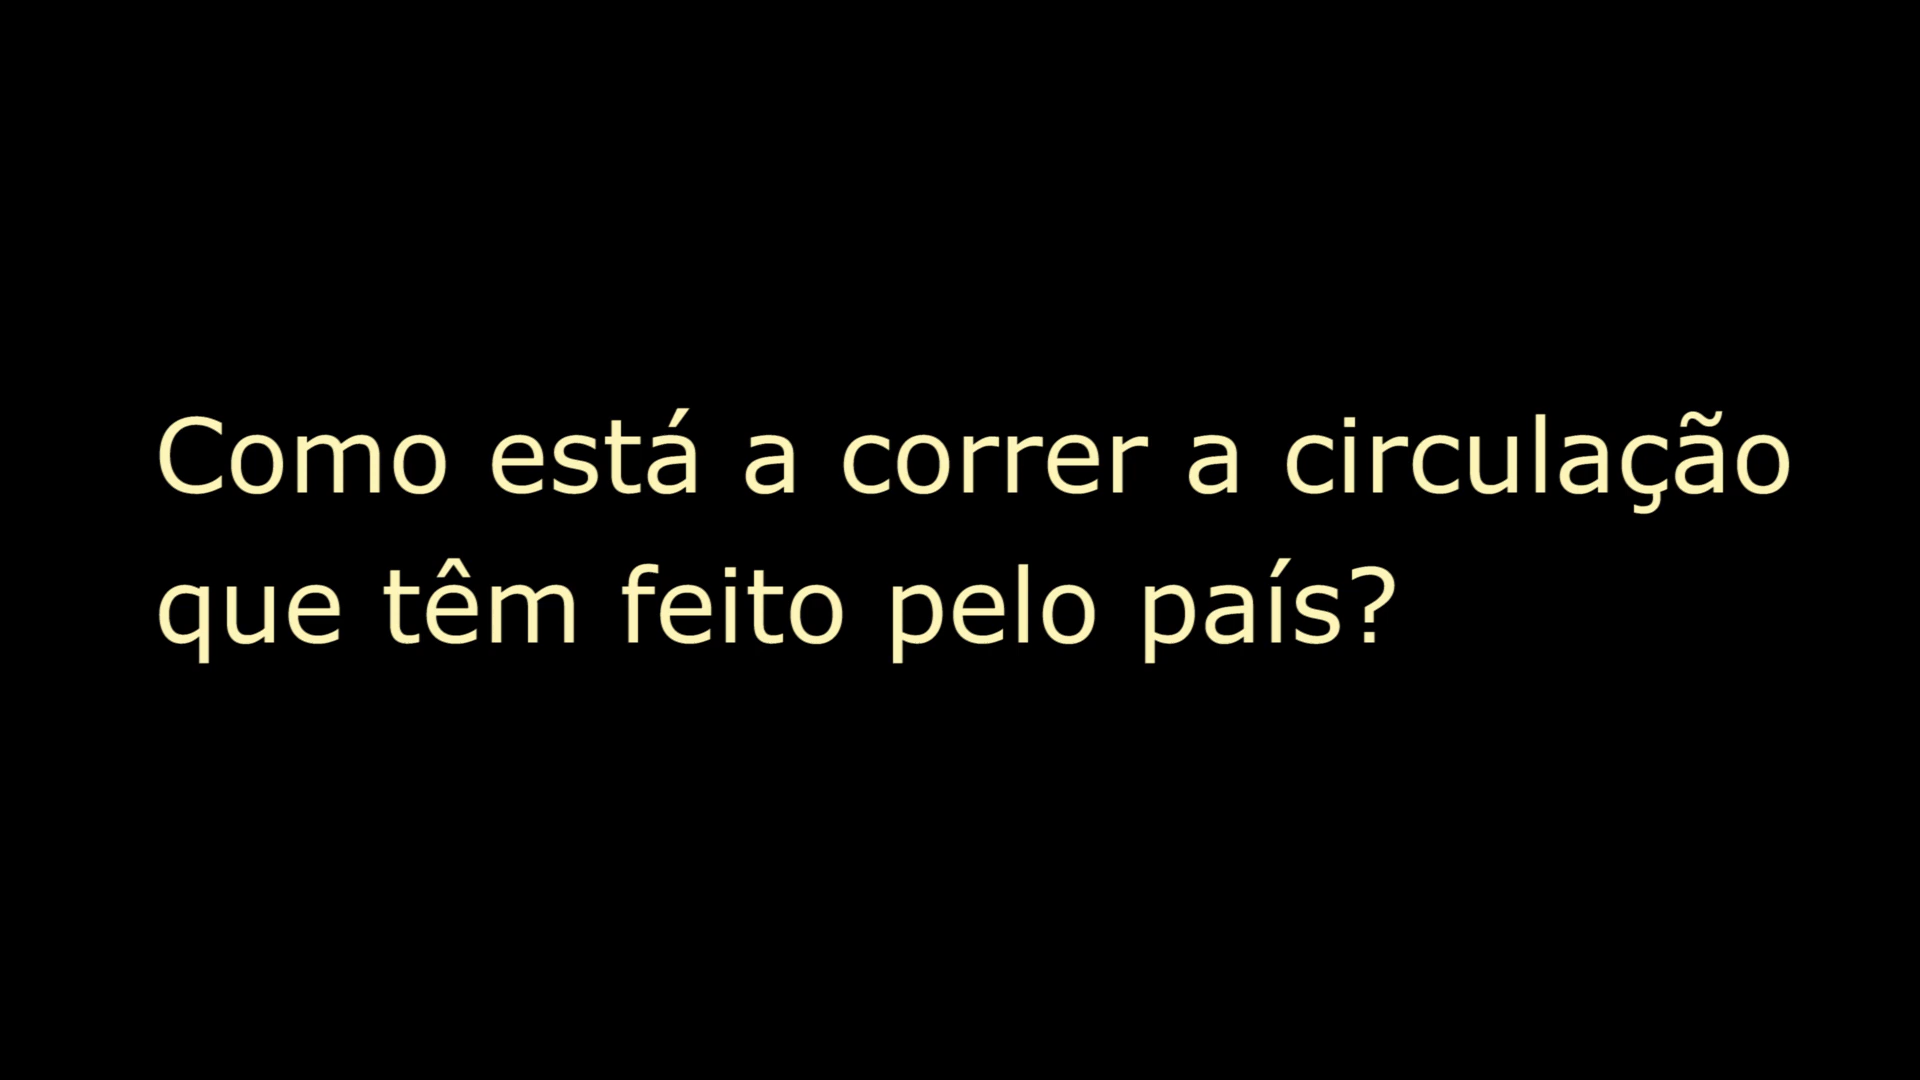 Como está a correr a circulação
que têm feito pelo país?